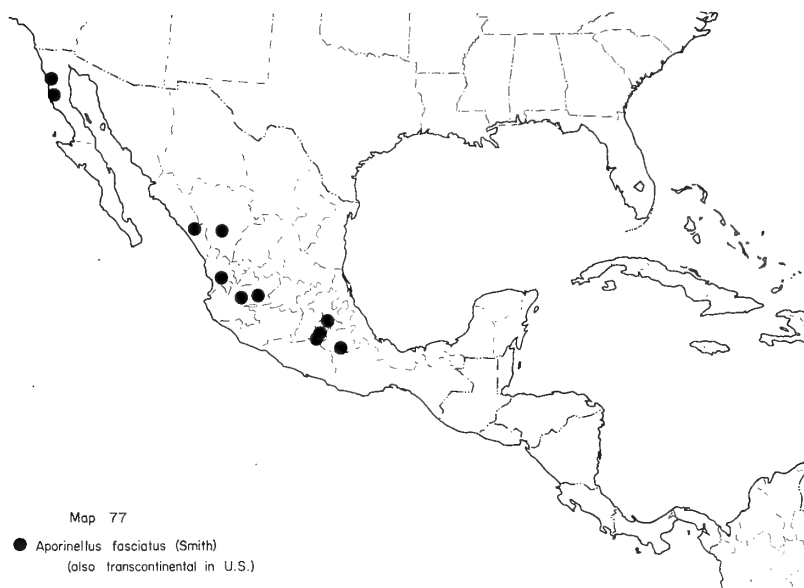 Map 77
Aporinellus fasciatus (Smith)
(also transcontinental in U.S.)